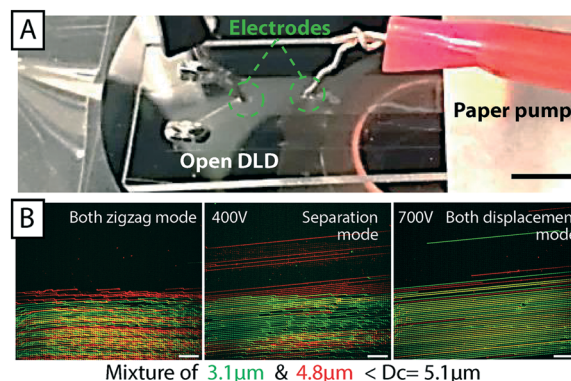 A
Electrodes
Paper pump
Open DLD
B
Both zigzag mode
400V
Separation
mode
700V
Both displacement
mode
Mixture of 3.1µm & 4.8µm < Dc= 5.1µm